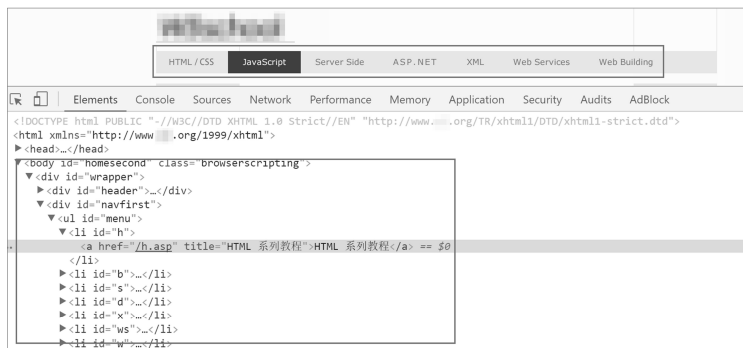 HTML / CSS JavaScript Server Side ASP.NET XML Web Services Web Building
Elements Console Sources Network Performance Memory Application Security Audits AdBlock
<!DOCTYPE html PUBLIC "-//W3C//DTD XHTML 1.0 Strict//EN" "http://www. .org/TR/xhtml1/DTD/xhtml1-strict.dtd">
<html xmlns="http://www .org/1999/xhtml">
▶<head>…</head>
▼<body id="homesecond" class="browserscripting">
▼<div id="wrapper">
▶<div id="header">…</div>
▼<div id="navfirst">
▼<ul id="menu">
▼<li id="h">
<a href="/h.asp" title="HTML 系列教程">HTML 系列教程</a> == $0
</li>
▶<li id="b">…</li>
▶<li id="s">…</li>
▶<li id="d">…</li>
▶<li id="x">…</li>
▶<li id="ws">…</li>
▶<li id="w">…</li>